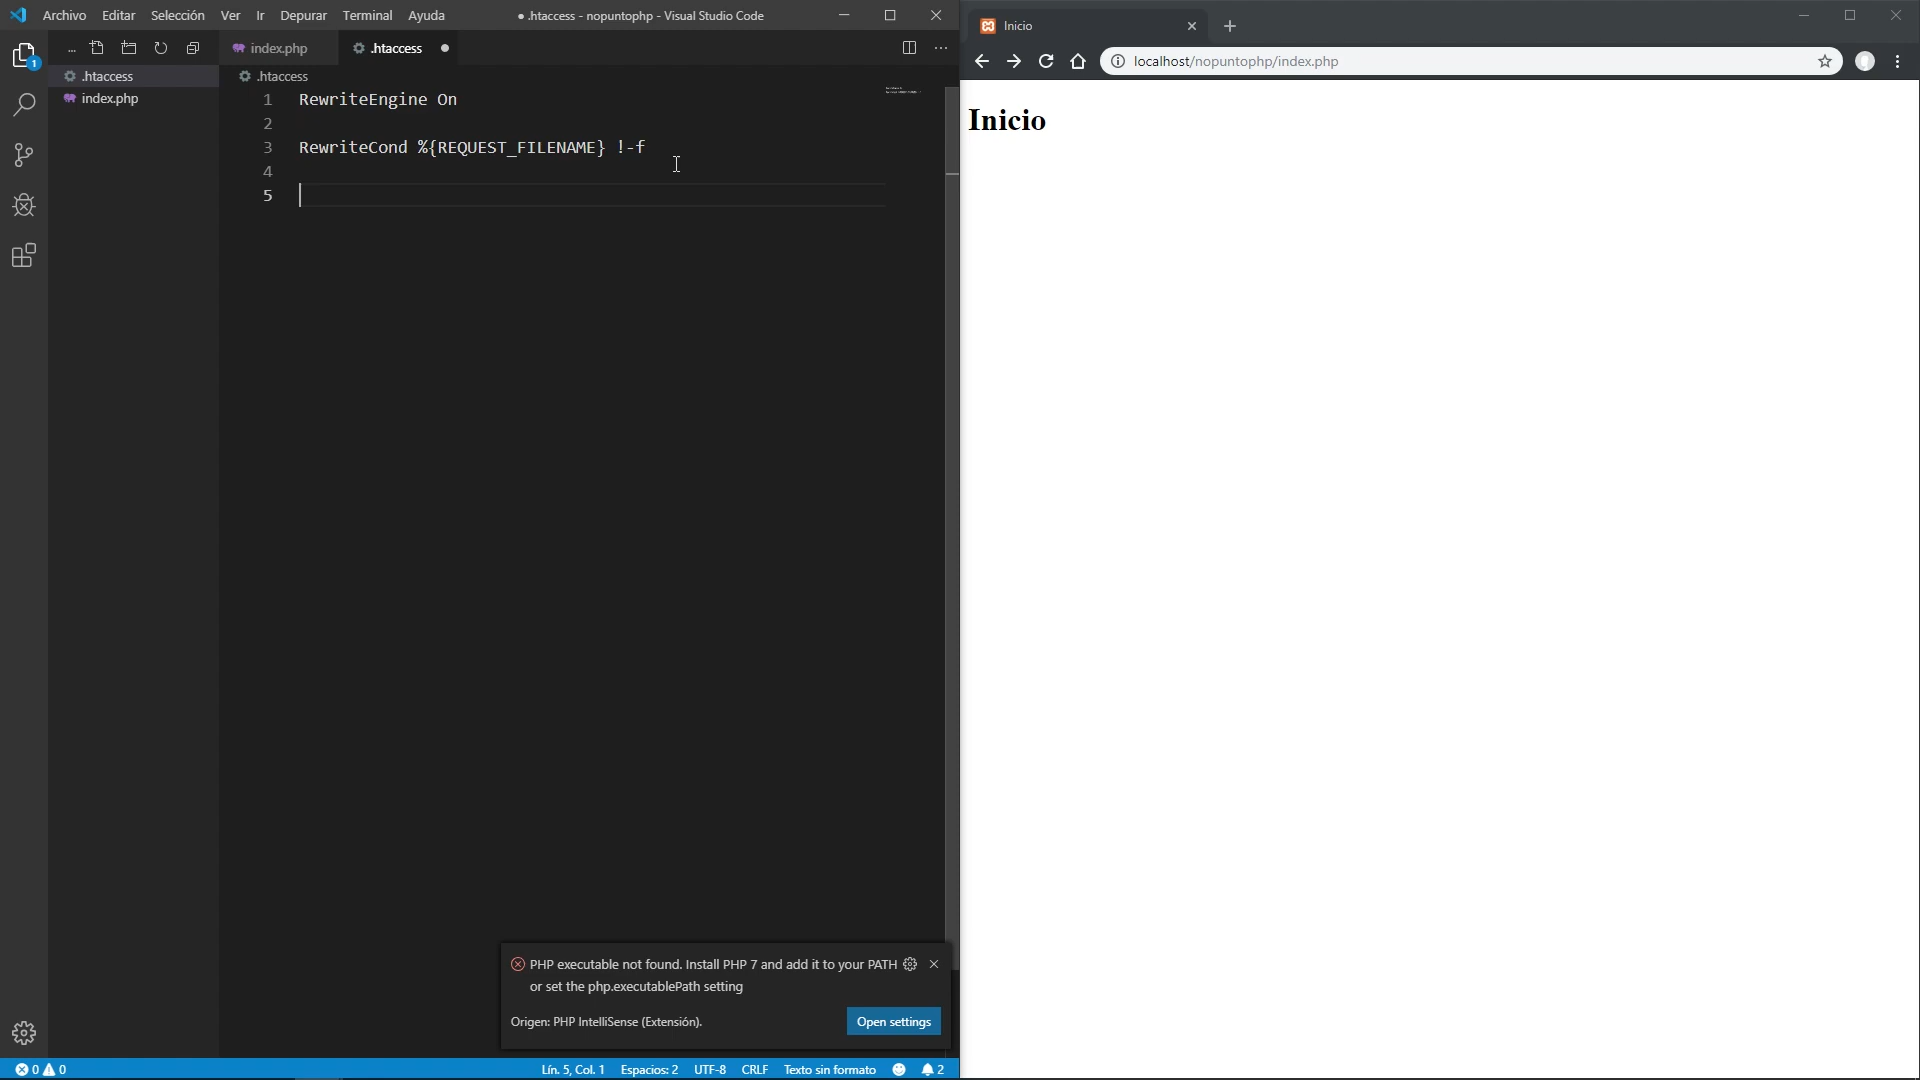 Archivo Editar Selección Ver Ir Depurar Terminal Ayuda
● .htaccess - nopuntophp - Visual Studio Code
1
...
.htaccess
index.php
index.php
.htaccess
.htaccess
1 RewriteEngine On
2
3 RewriteCond %{REQUEST_FILENAME} !-f
4
5
PHP executable not found. Install PHP 7 and add it to your PATH
or set the php.executablePath setting
Origen: PHP IntelliSense (Extensión).
Open settings
0 0
Lín. 5, Col. 1 Espacios: 2 UTF-8 CRLF Texto sin formato 2
Inicio
localhost/nopuntophp/index.php
Inicio